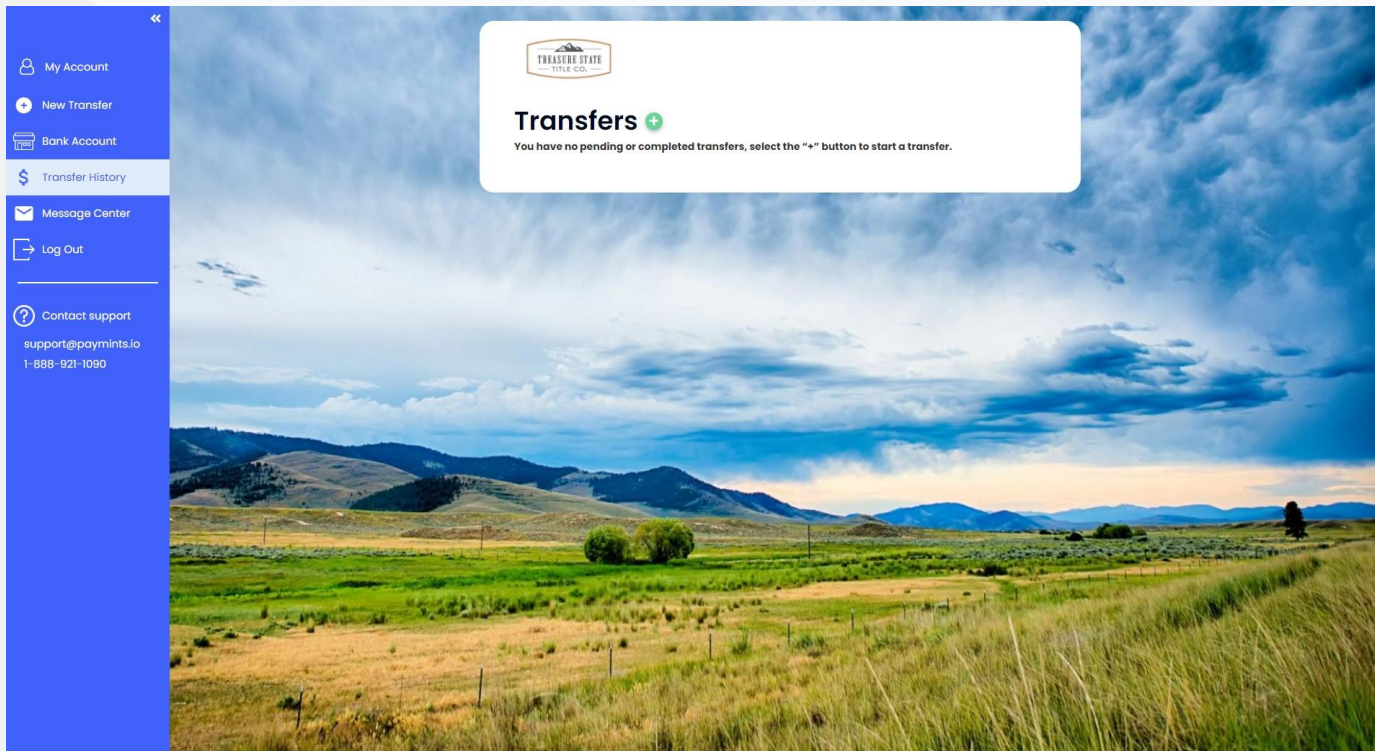 «
My Account
New Transfer
Bank Account
Transfer History
Message Center
Log Out
Contact support
support@paymints.io
1-888-921-1090
TREASURE STATE
TITLE CO.
Transfers
You have no pending or completed transfers, select the “+” button to start a transfer.